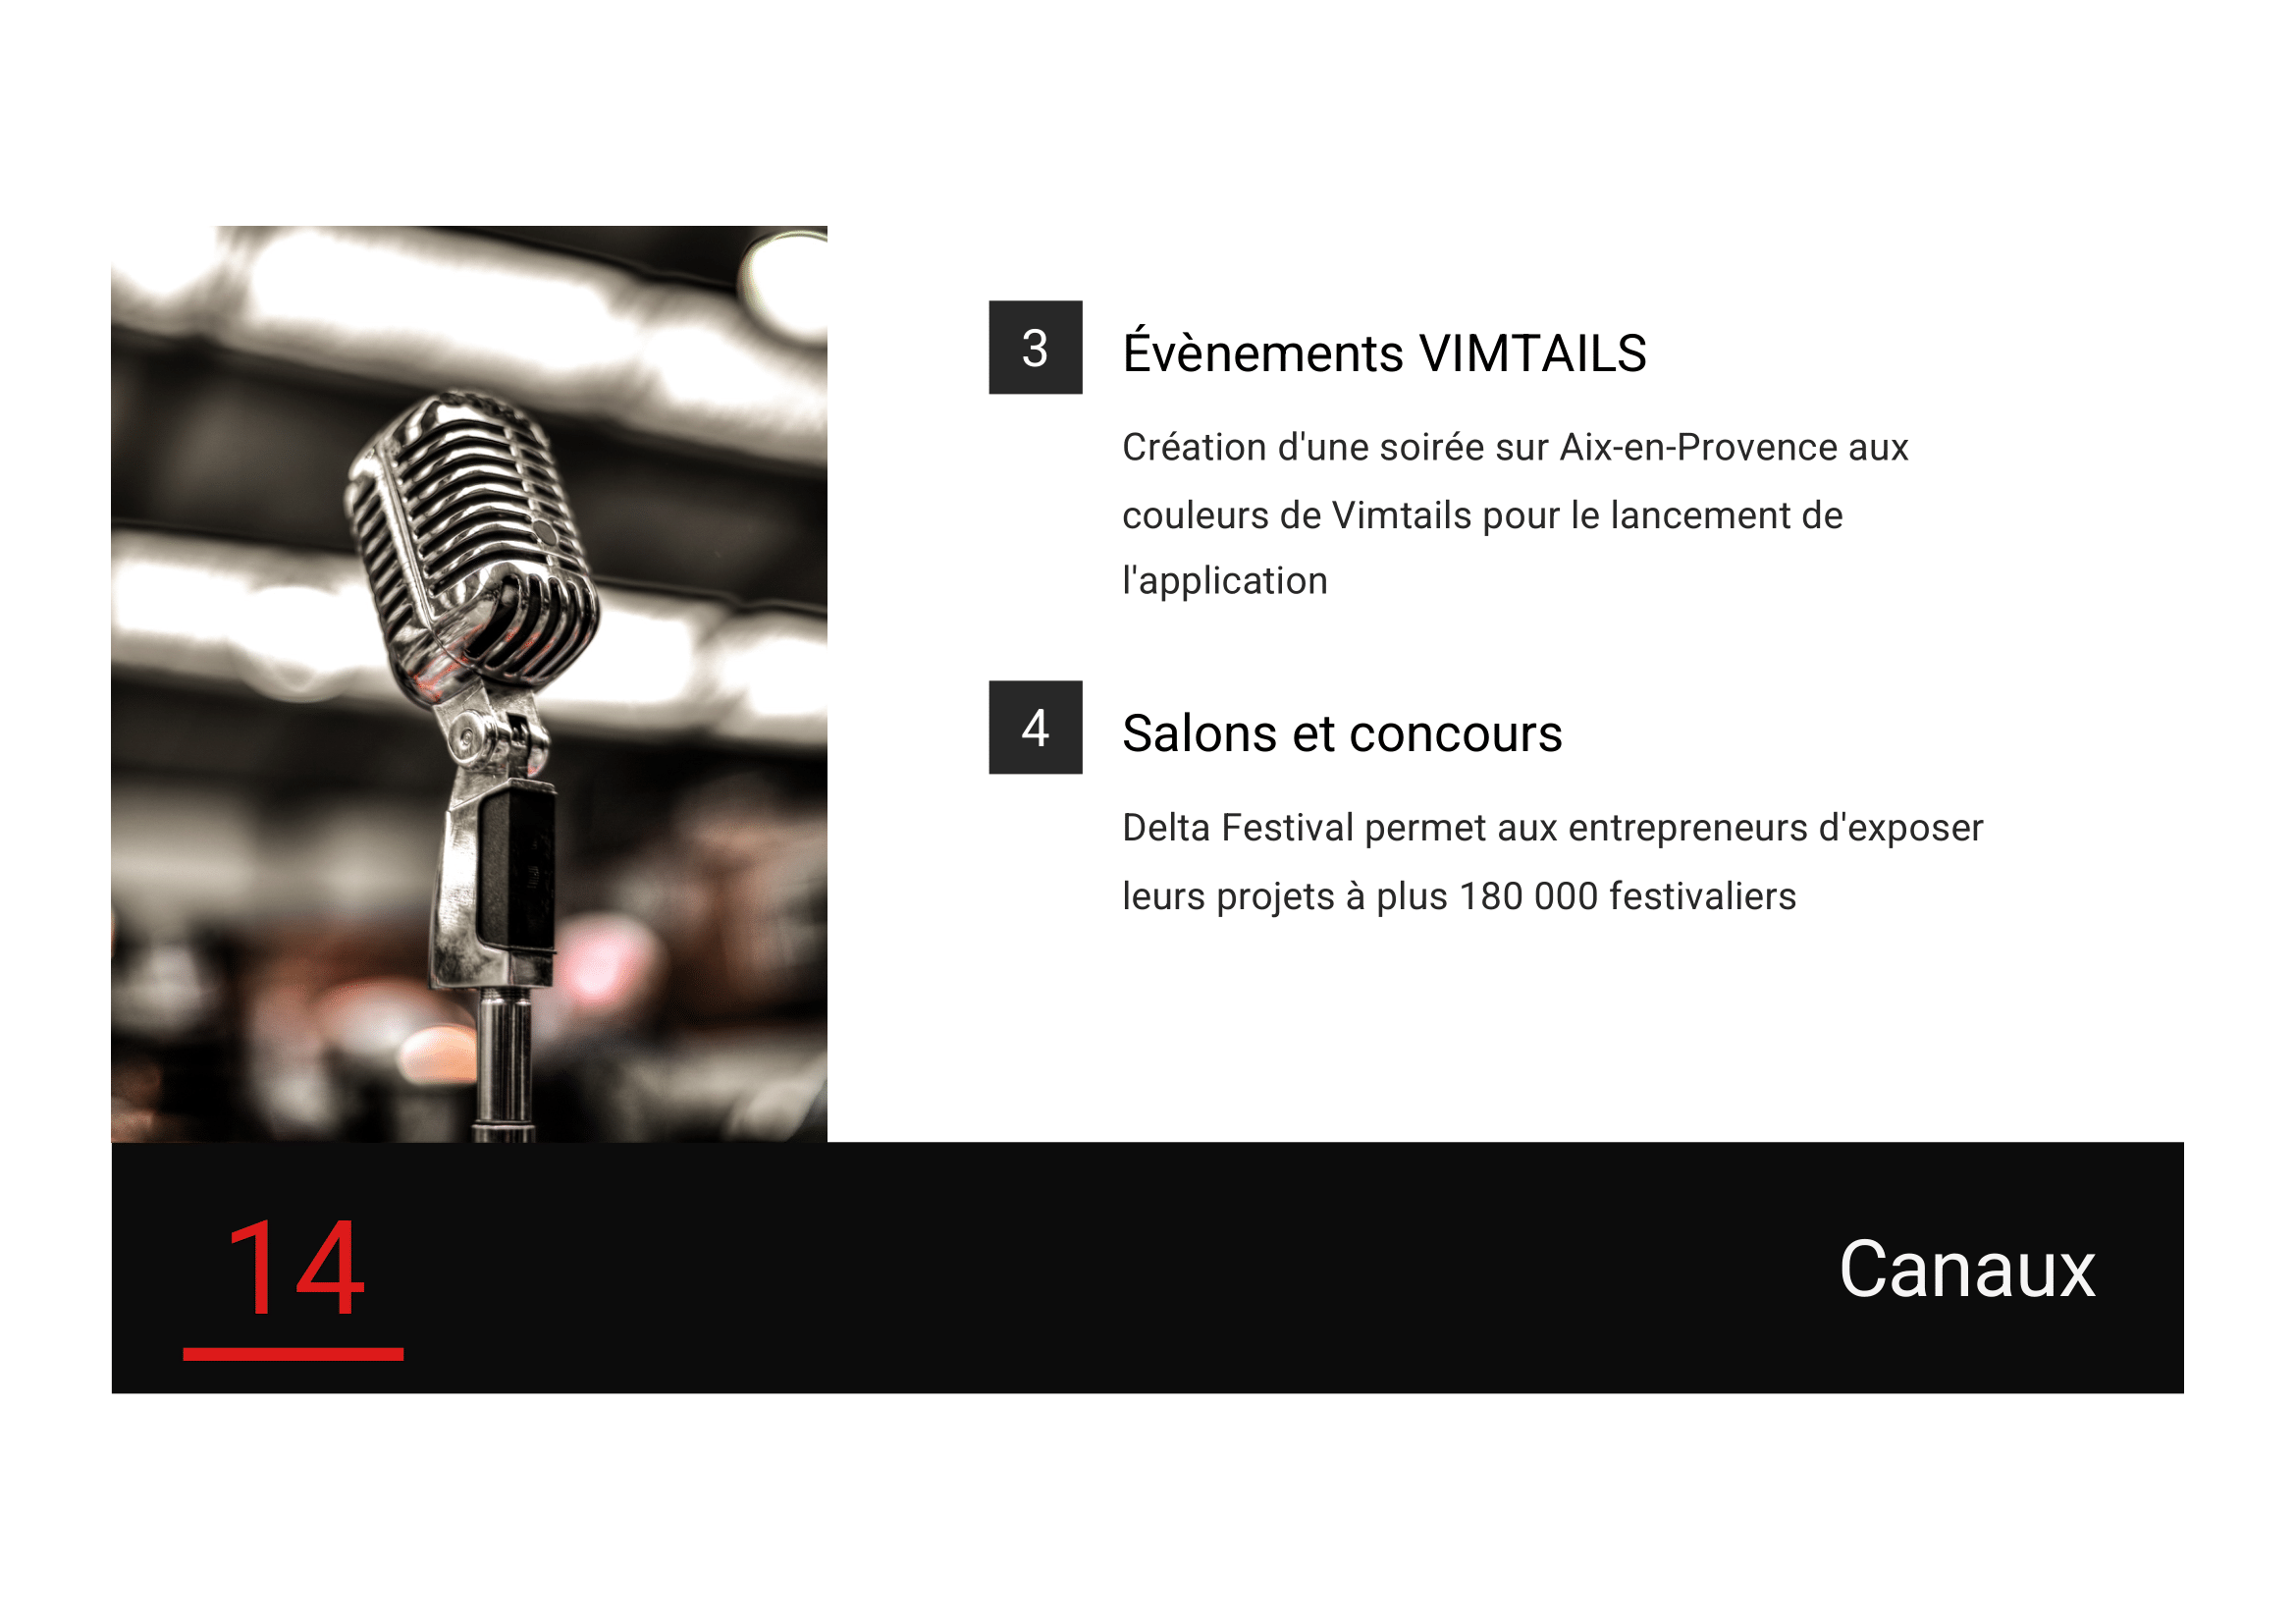 3
Évènements VIMTAILS
Création d'une soirée sur Aix-en-Provence aux
couleurs de Vimtails pour le lancement de
l'application
4
Salons et concours
Delta Festival permet aux entrepreneurs d'exposer
leurs projets à plus 180 000 festivaliers
14
Canaux